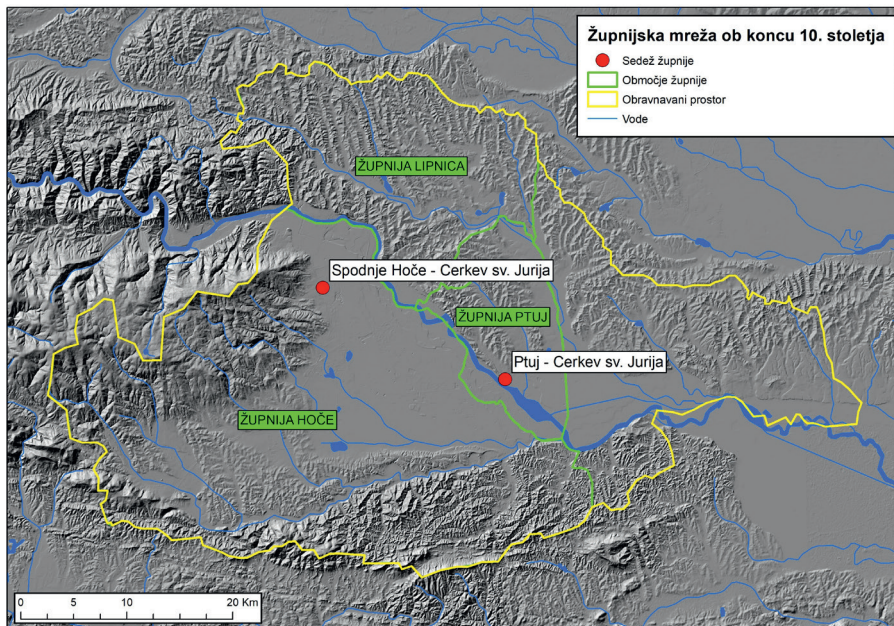 Župnijska mreža ob koncu 10. stoletja
Sedež župnije
Območje župnije
Obravnavani prostor
Vode
ŽUPNIJA LIPNICA
Spodnje Hoče - Cerkev sv. Jurija
ŽUPNIJA PTUJ
Ptuj - Cerkev sv. Jurija
ŽUPNIJA HOČE
0 5 10 20 Km